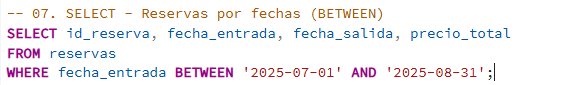 -- 07. SELECT - Reservas por fechas (BETWEEN)
SELECT id_reserva, fecha_entrada, fecha_salida, precio_total
FROM reservas
WHERE fecha_entrada BETWEEN '2025-07-01' AND '2025-08-31';